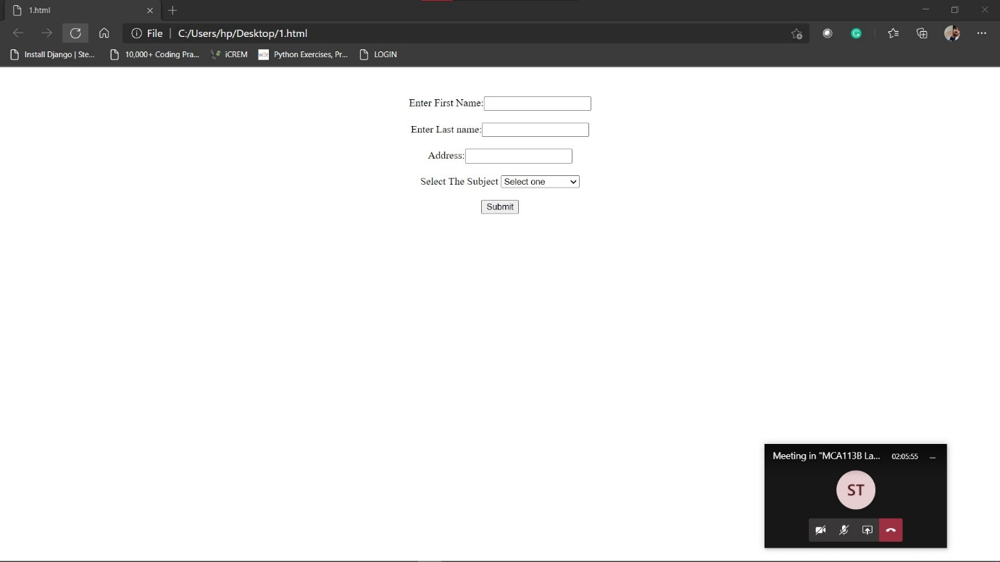 1.html
File | C:/Users/hp/Desktop/1.html
Install Django | Ste... 10,000+ Coding Pra... iCREM w3r Python Exercises, Pr... LOGIN
Enter First Name:
Enter Last name:
Address:
Select The Subject Select one
Submit
Meeting in "MCA113B La... 02:05:55
ST